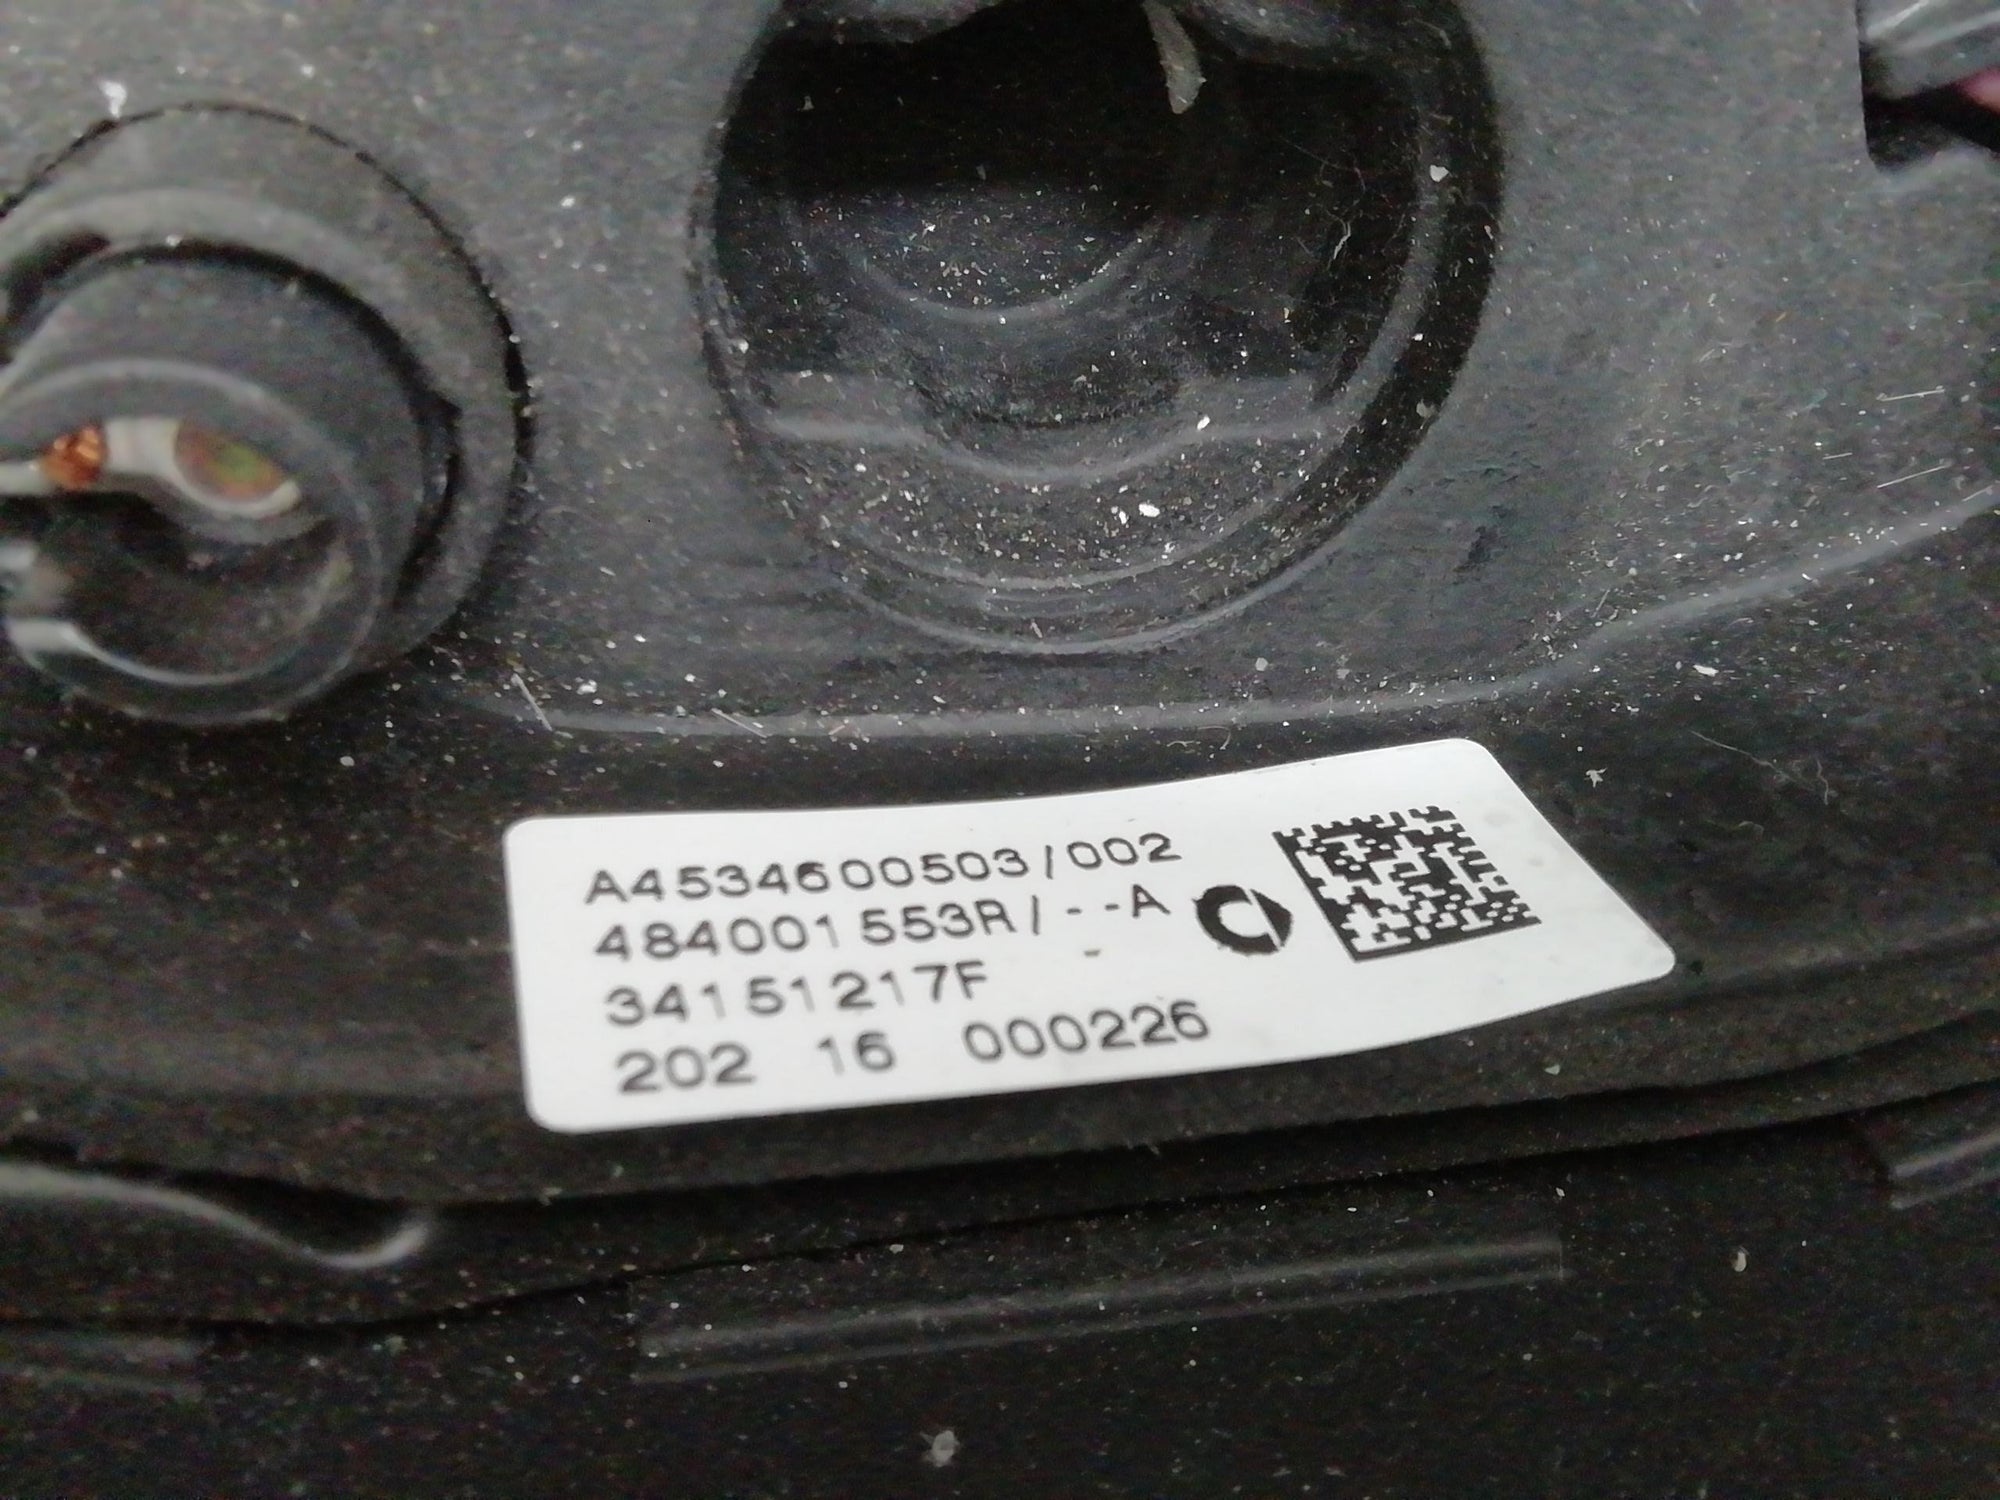 A4534600503/002
484001553R/--A
-
34151217F
202 16 000226